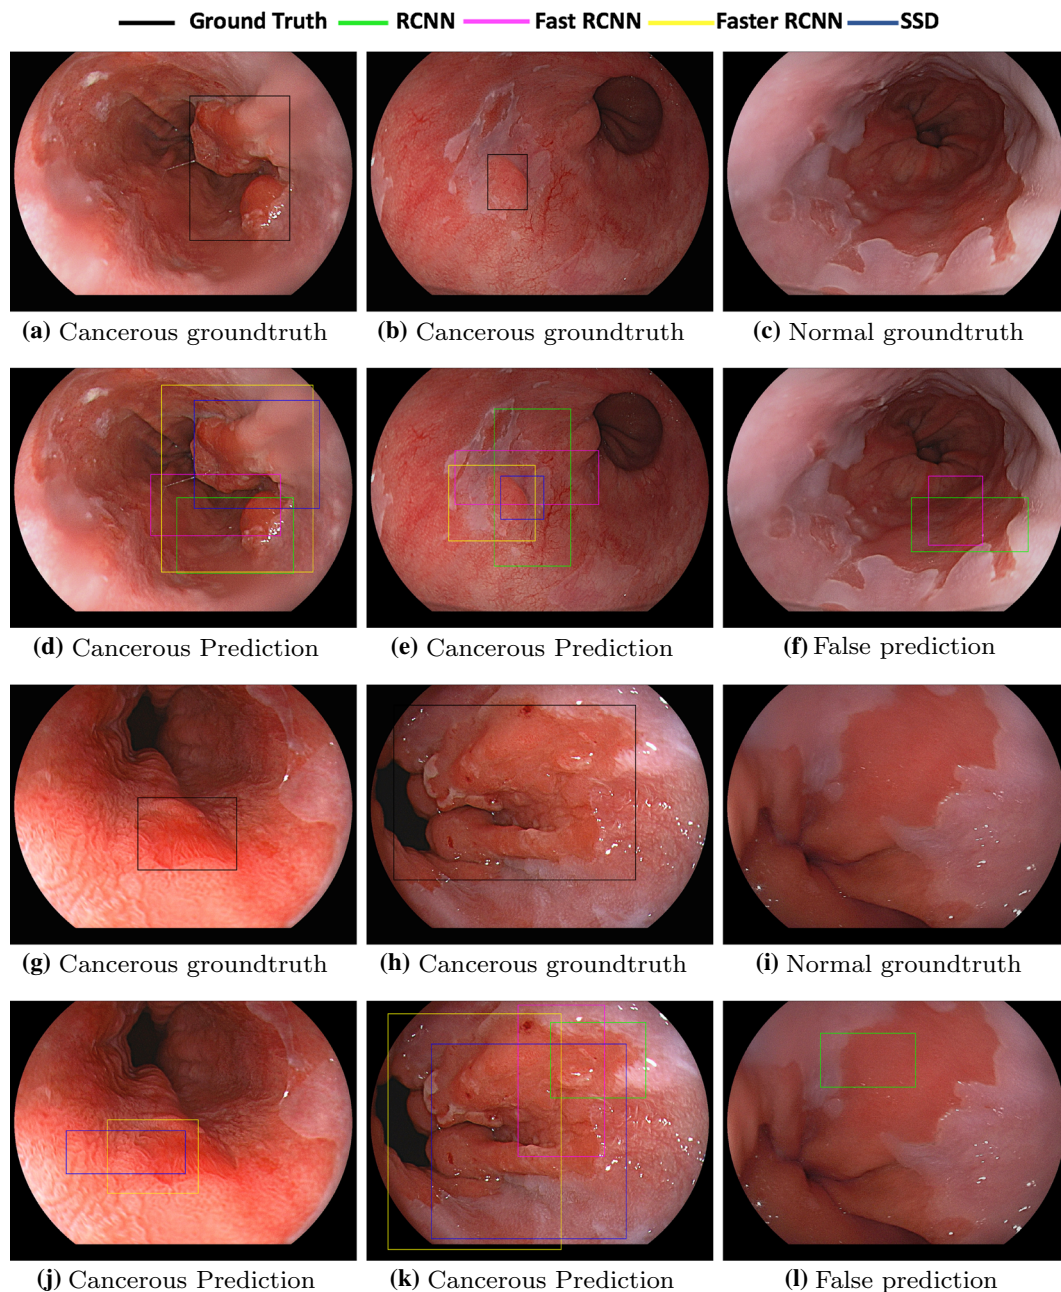 Ground Truth RCNN Fast RCNN Faster RCNN SSD
(a) Cancerous groundtruth (b) Cancerous groundtruth (c) Normal groundtruth
(d) Cancerous Prediction (e) Cancerous Prediction (f) False prediction
(g) Cancerous groundtruth (h) Cancerous groundtruth (i) Normal groundtruth
(j) Cancerous Prediction (k) Cancerous Prediction (l) False prediction